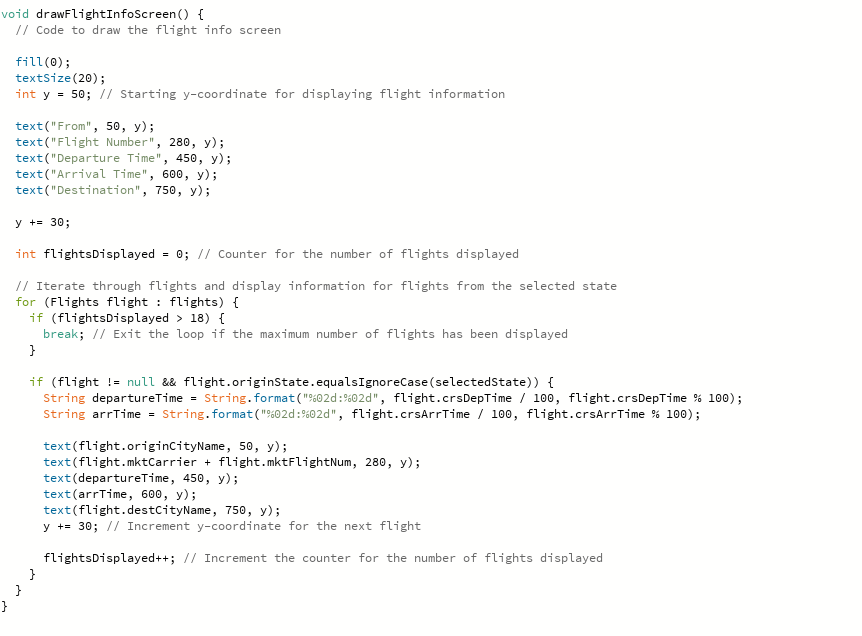 void drawFlightInfoScreen() {
  // Code to draw the flight info screen

  fill(0);
  textSize(20);
  int y = 50; // Starting y-coordinate for displaying flight information

  text("From", 50, y);
  text("Flight Number", 280, y);
  text("Departure Time", 450, y);
  text("Arrival Time", 600, y);
  text("Destination", 750, y);

  y += 30;

  int flightsDisplayed = 0; // Counter for the number of flights displayed

  // Iterate through flights and display information for flights from the selected state
  for (Flights flight : flights) {
    if (flightsDisplayed > 18) {
      break; // Exit the loop if the maximum number of flights has been displayed
    }

    if (flight != null && flight.originState.equalsIgnoreCase(selectedState)) {
      String departureTime = String.format("%02d:%02d", flight.crsDepTime / 100, flight.crsDepTime % 100);
      String arrTime = String.format("%02d:%02d", flight.crsArrTime / 100, flight.crsArrTime % 100);

      text(flight.originCityName, 50, y);
      text(flight.mktCarrier + flight.mktFlightNum, 280, y);
      text(departureTime, 450, y);
      text(arrTime, 600, y);
      text(flight.destCityName, 750, y);
      y += 30; // Increment y-coordinate for the next flight

      flightsDisplayed++; // Increment the counter for the number of flights displayed
    }
  }
}